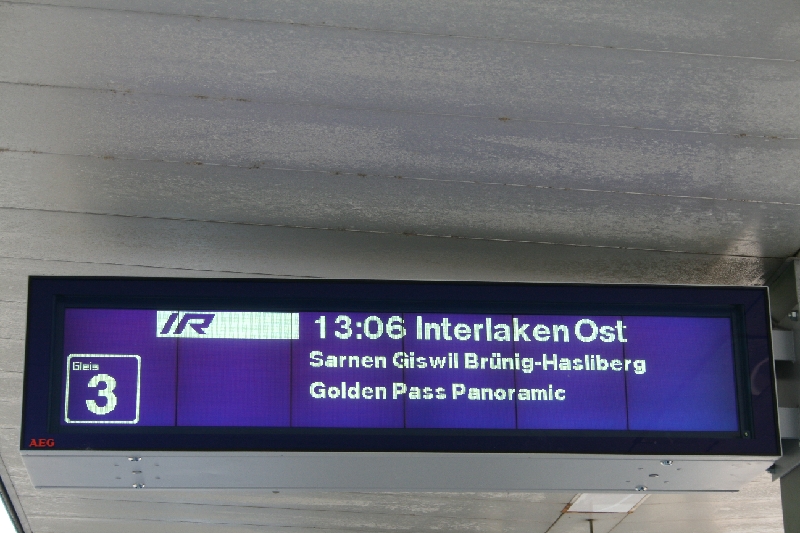 IR 13:06 Interlaken Ost
Sarnen Giswil Brünig-Hasliberg
Golden Pass Panoramic
Gleis
3
AEG